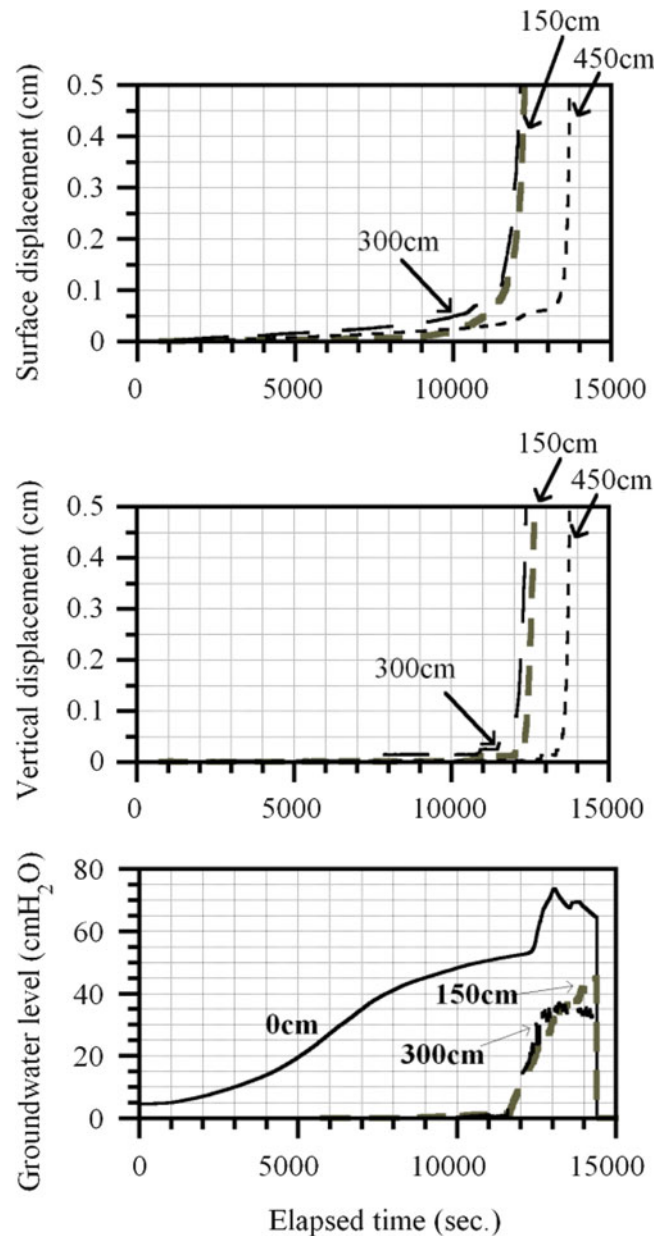 150cm
450cm
Surface displacement (cm)
0.5
0.4
0.3
0.2
0.1
0
300cm
0
5000
10000
15000
150cm
450cm
Vertical displacement (cm)
0.5
0.4
0.3
0.2
0.1
0
300cm
0
5000
10000
15000
Groundwater level (cmH₂O)
80
60
40
20
0
0cm
150cm
300cm
0
5000
10000
15000
Elapsed time (sec.)